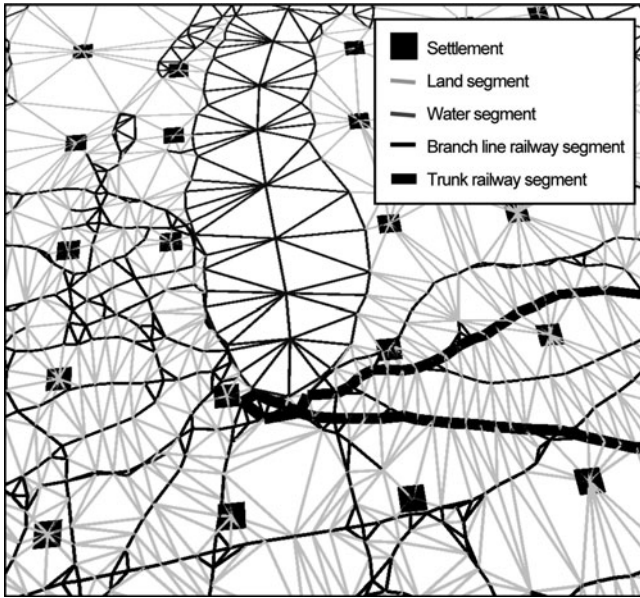 Settlement
Land segment
Water segment
Branch line railway segment
Trunk railway segment